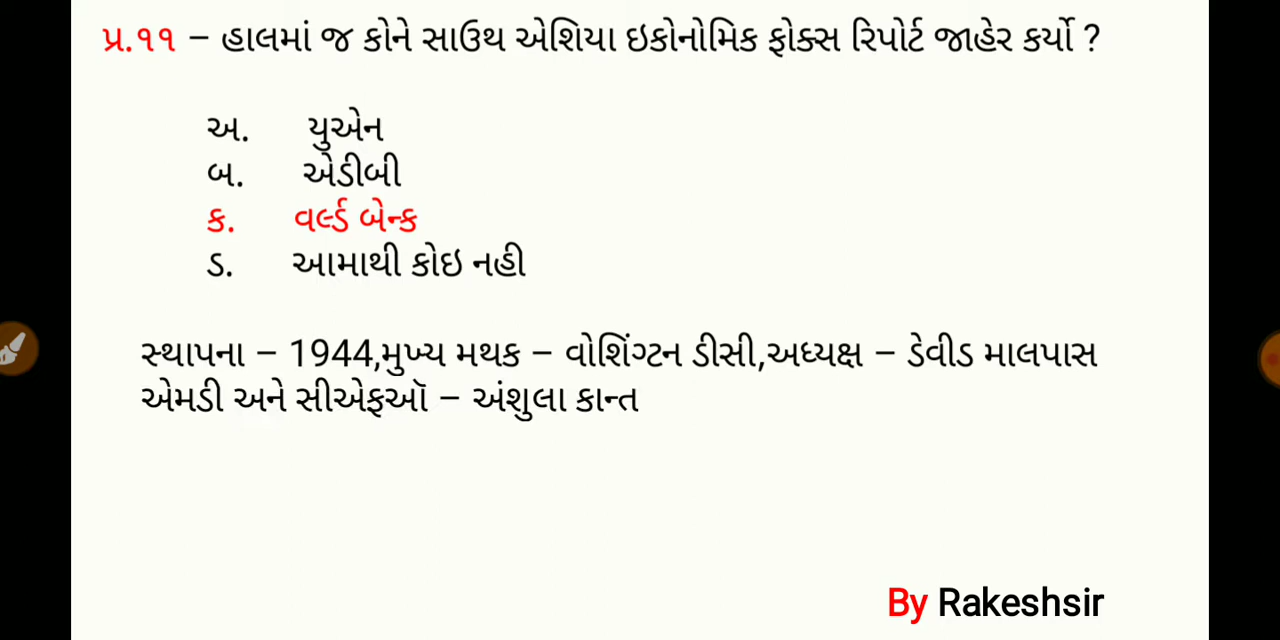 પ્ર.૧૧ – હાલમાં જ કોને સાઉથ એશિયા ઇકોનોમિક ફોક્સ રિપોર્ટ જાહેર કર્યો ?
અ. યુએન
બ. એડીબી
ક. વર્લ્ડ બેન્ક
ડ. આમાથી કોઇ નહી
સ્થાપના – 1944,મુખ્ય મથક – વોશિંગ્ટન ડીસી,અધ્યક્ષ – ડેવીડ માલપાસ
એમડી અને સીએફઑ – અંશુલા કાન્ત
By Rakeshsir